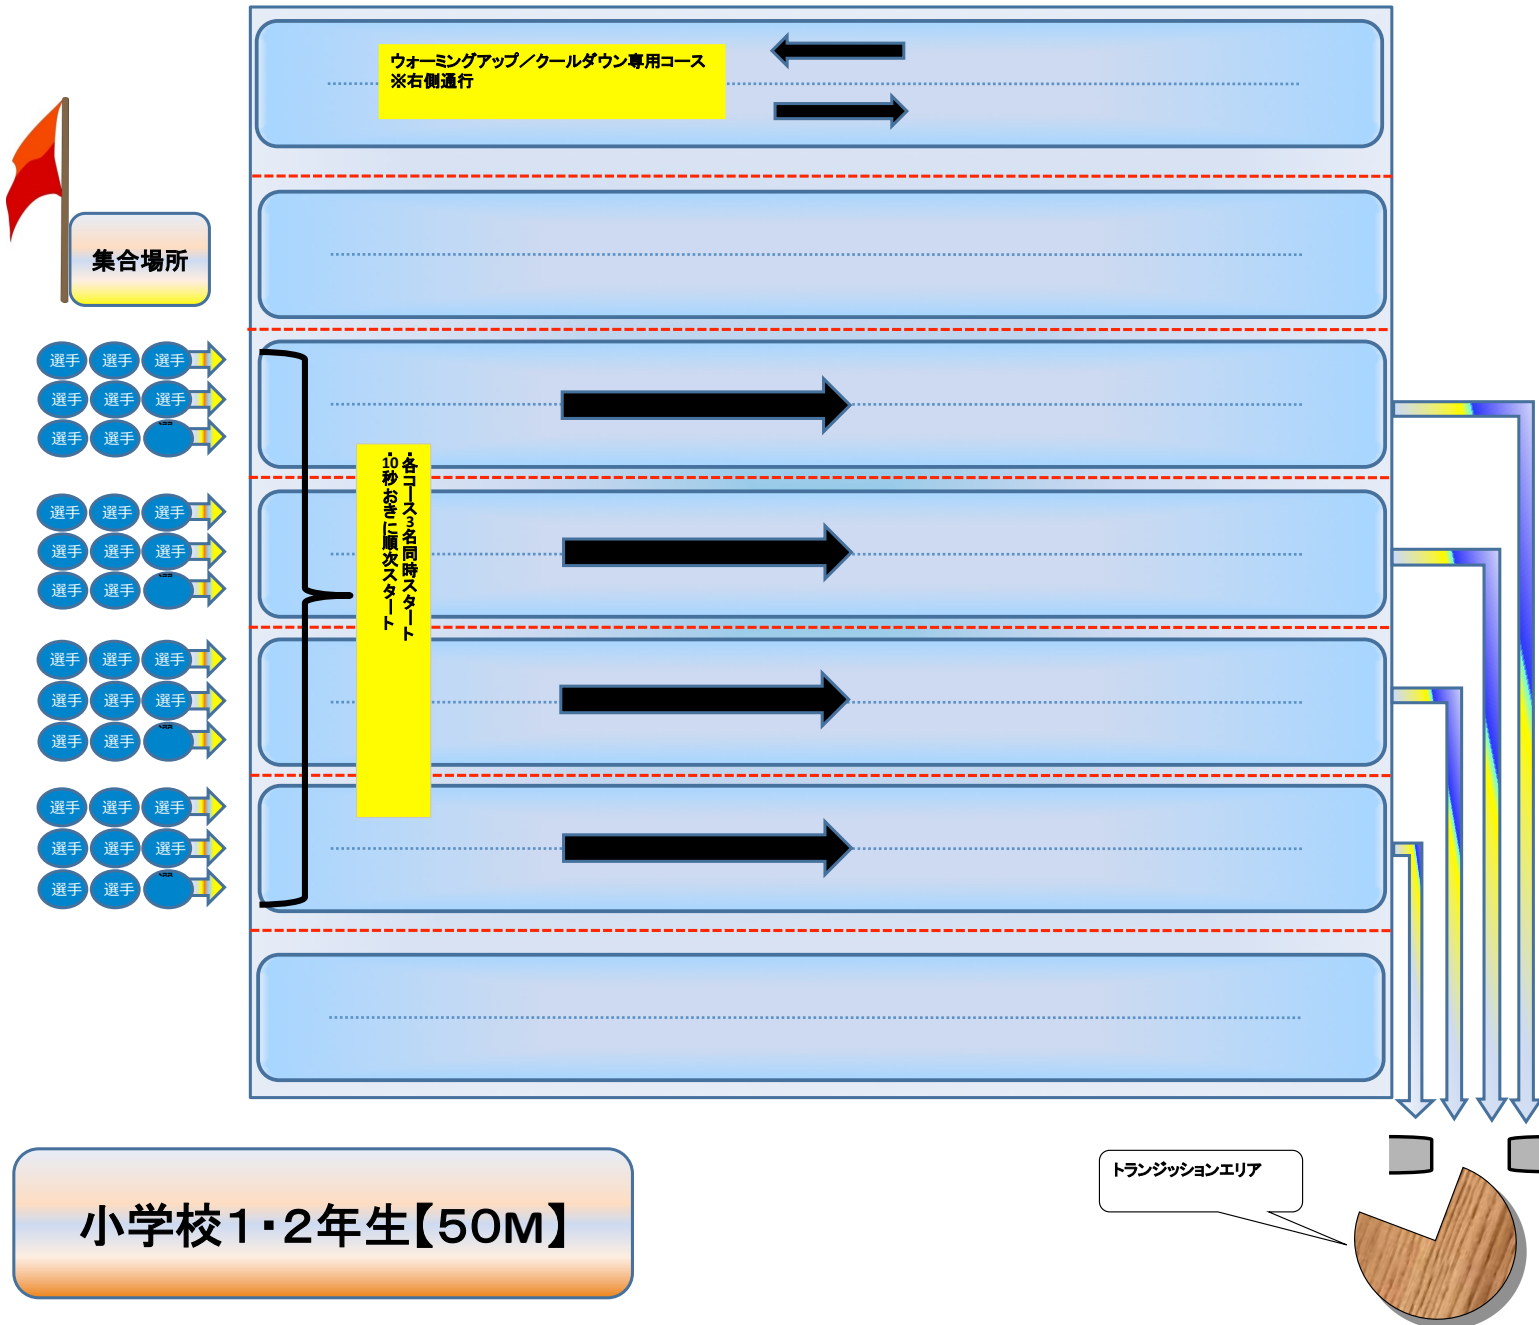 ウォーミングアップ／クールダウン専用コース
※右側通行
集合場所
選手 選手 選手
選手 選手 選手
選手 選手
選手 選手 選手
選手 選手 選手
選手 選手
選手 選手 選手
選手 選手 選手
選手 選手
選手 選手 選手
選手 選手 選手
選手 選手
・各コース3名同時スタート
・10秒おきに順次スタート
トランジッションエリア
小学校１・２年生【５０Ｍ】